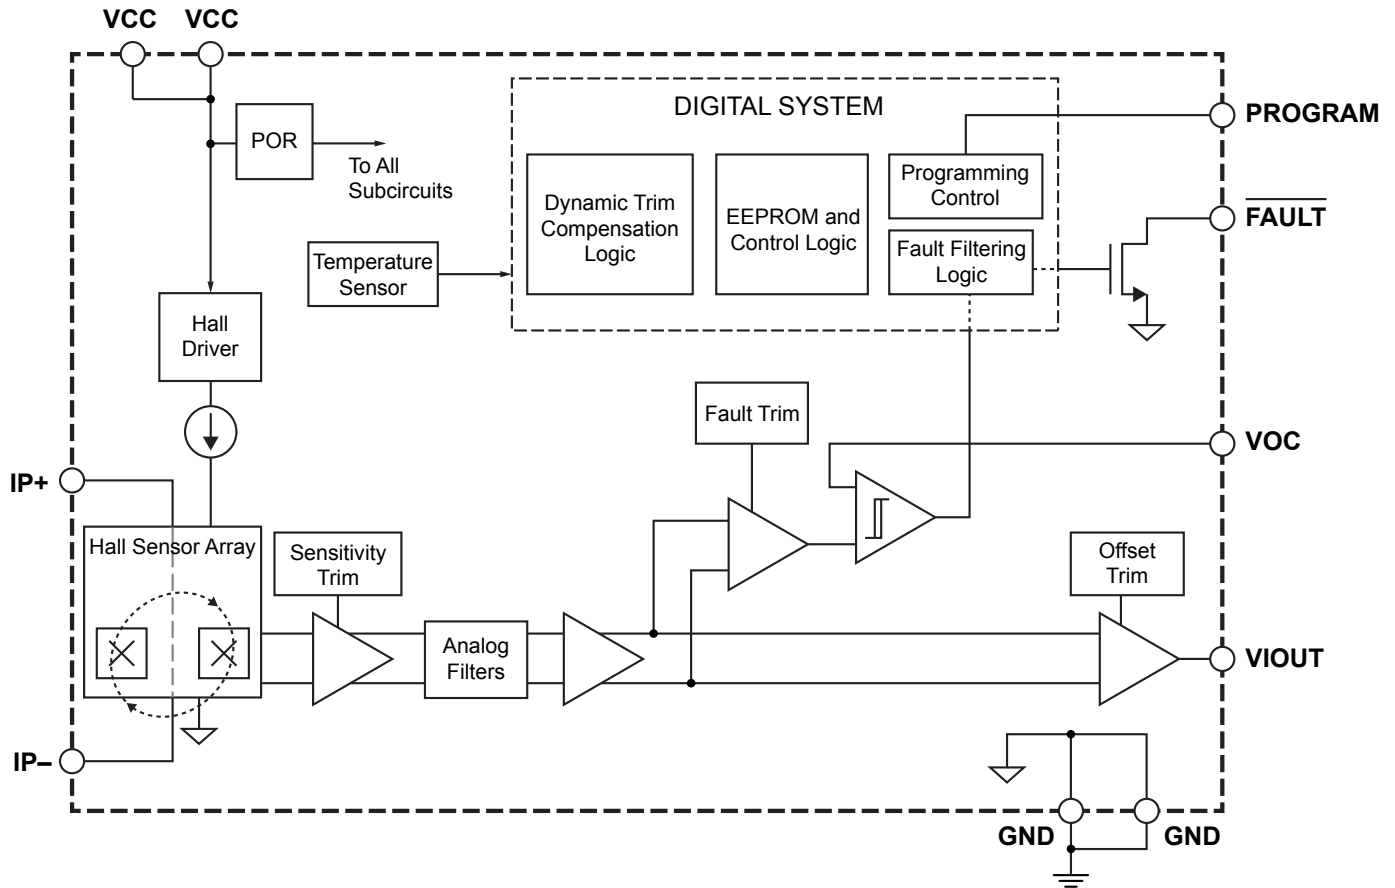 VCC VCC
DIGITAL SYSTEM
PROGRAM
POR
To All
Subcircuits
Programming
Control
Dynamic Trim
Compensation
Logic
EEPROM and
Control Logic
FAULT
Fault Filtering
Logic
Temperature
Sensor
Hall
Driver
Fault Trim
VOC
IP+
Hall Sensor Array
Sensitivity
Trim
Offset
Trim
Analog
Filters
VIOUT
IP–
GND GND